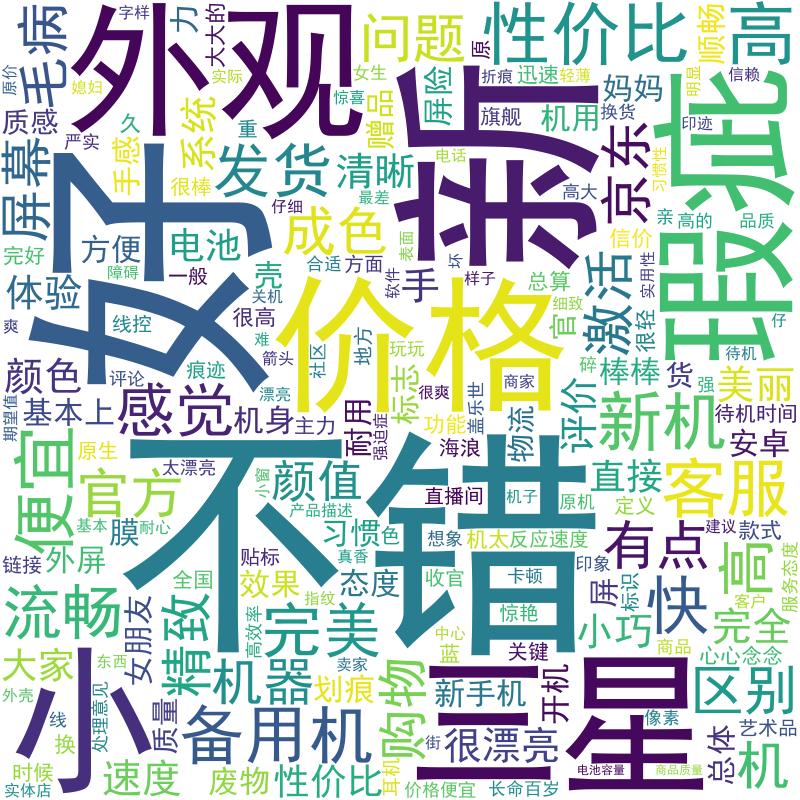 字样
力
大大的
原
性价比
高
顺畅
毛病
外观
问题
原价
媳妇
实际
女生
折痕
迅速
轻薄
明显
信赖
质感
惊喜
屏险
妈妈
瑕疵
严实
久
系统
重
赠品
亲斤
旗舰
机用
换货
印迹
手感
发货
清晰
电话
京东
习惯性
屏幕
好
很棒
仔细
最差
高大
亲
高的
品质
完好
方便
电池
成色
表面
信价
障碍
一般
壳
合适
方面
手
坏
总算
激活
实用性
体验
关机
软件
样子
官
细致
很轻
仔
爽
线控
很高
难
价格
待机
箭头
社区
地方
玩玩
碎
颜色
评论
痕迹
漂亮
标志
很爽
商家
棒棒
货
强
美丽
期望值
基本上
感觉
机身
主力
耐用
强迫症
功能
盖乐世
物流
评价
新机
待机时间
海浪
安卓
便宜
原生
太漂亮
不错
小窗
颜值
直播间
机子
原机
直接
客服
官方
产品描述
定义
基本
耐心
膜
习惯
色
想象
机太
反应速度
有点
建议
款式
链接
外屏
贴标
真香
印象
屏
标识
高
服务态度
全国
效果
态度
收官
卡顿
快
客户
流畅
女朋友
高效率
指纹
完美
中心
惊艳
小巧
完全
精致
蓝
关键
商品
心心念念
大家
东西
机器
卖家
划痕
购物
三星
开机
区别
外壳
小
新手机
像素
线
处理意见
质量
备用机
街
很漂亮
总体
艺术品
换
机
时候
耳机
电池容量
商品质量
实体店
速度
废物
性价比
价格便宜
长命百岁